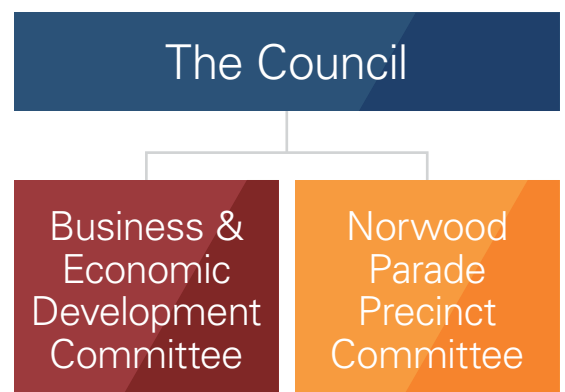 The Council
Business &
Economic
Development
Committee
Norwood
Parade
Precinct
Committee